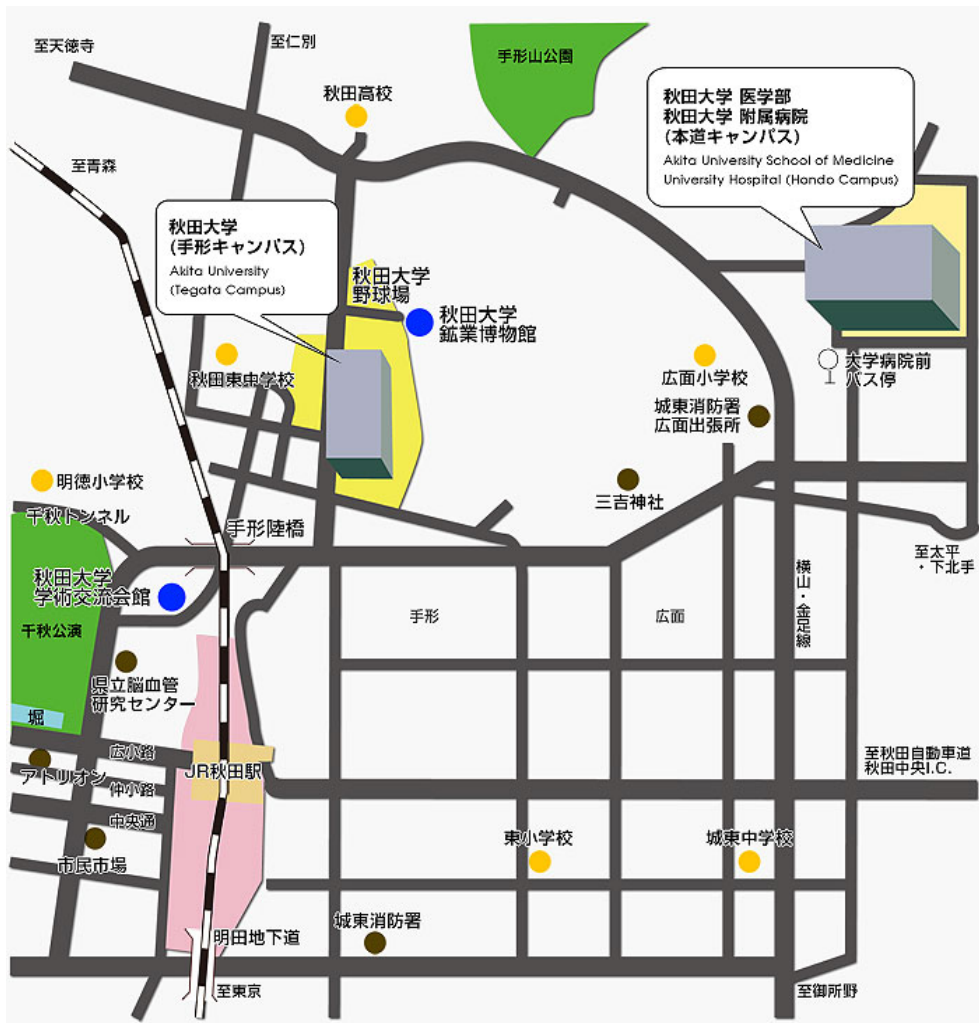 至天徳寺
至仁別
手形山公園
秋田高校
秋田大学 医学部
秋田大学 附属病院
(本道キャンパス)
Akita University School of Medicine
University Hospital (Hondo Campus)
至青森
秋田大学
(手形キャンパス)
Akita University
(Tegata Campus)
秋田大学
野球場
秋田大学
鉱業博物館
秋田東中学校
広面小学校
大学病院前
バス停
城東消防署
広面出張所
明徳小学校
三吉神社
千秋トンネル
手形陸橋
至太平
・下北手
秋田大学
学術交流会館
手形
広面
横山・金足線
千秋公演
県立脳血管
研究センター
堀
広小路
JR秋田駅
至秋田自動車道
秋田中央I.C.
アトリオン
仲小路
中央通
市民市場
東小学校
城東中学校
城東消防署
明田地下道
至東京
至御所野